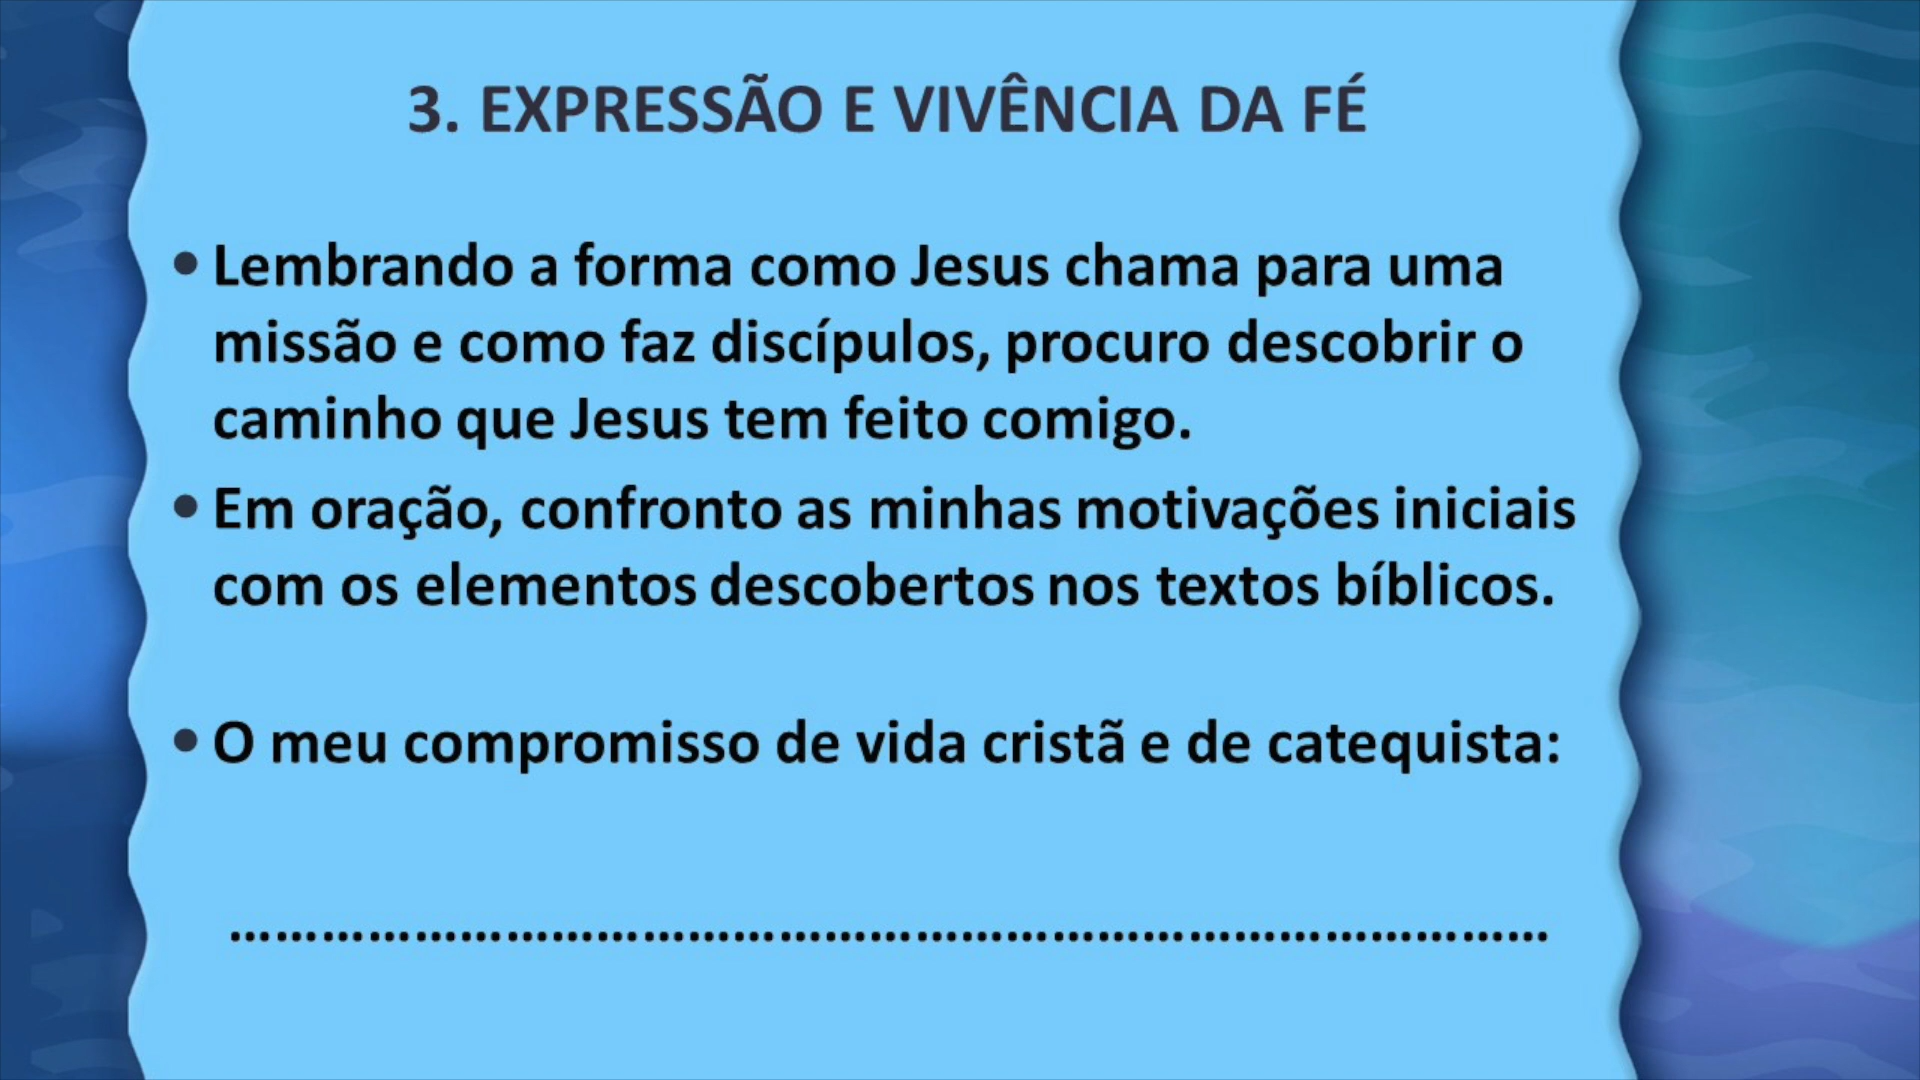 3. EXPRESSÃO E VIVÊNCIA DA FÉ
• Lembrando a forma como Jesus chama para uma
missão e como faz discípulos, procuro descobrir o
caminho que Jesus tem feito comigo.
• Em oração, confronto as minhas motivações iniciais
com os elementos descobertos nos textos bíblicos.
• O meu compromisso de vida cristã e de catequista:
……………………………………………………………………………………